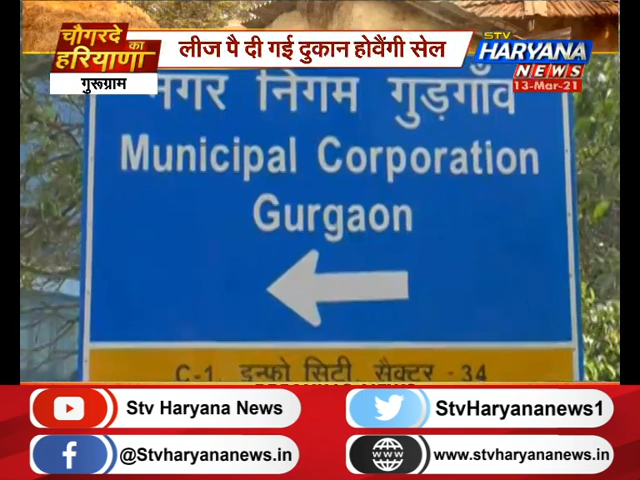 चौगरदे का हरियाणा
गुरूग्राम
लीज पै दी गई दुकान होवैंगी सेल
STV
HARYANA
NEWS
13-Mar-21
नगर निगम गुड़गाँव
Municipal Corporation
Gurgaon
C-1, इन्फो सिटी, सैक्टर - 34
Stv Haryana News
StvHaryananews1
@Stvharyananews.in
www.stvharyananews.in